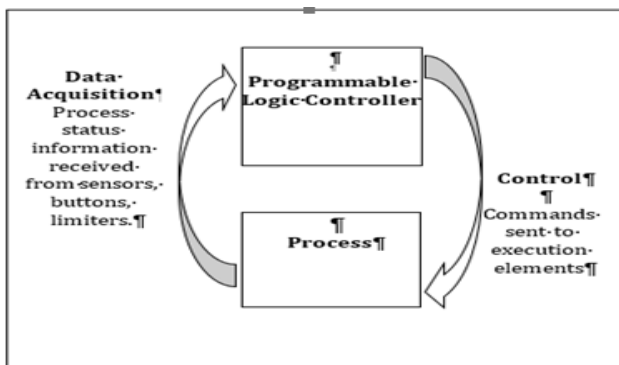 Data
Acquisition
Process
status
information
received
from sensors,
buttons,
limiters.
Programmable
Logic Controller
Process
Control
Commands
sent to
execution
elements